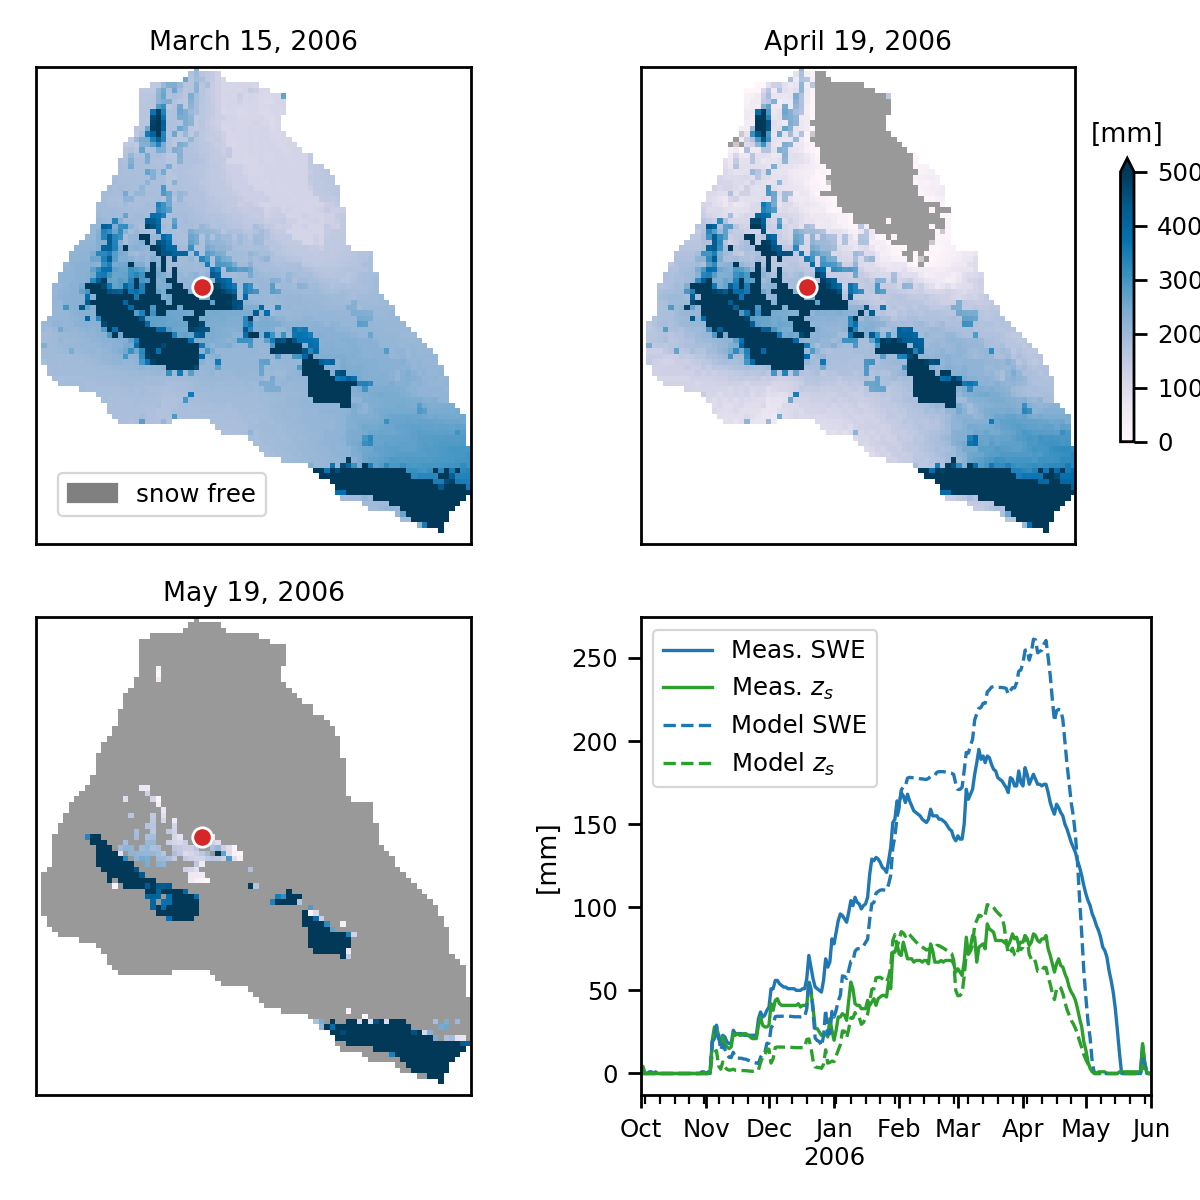 March 15, 2006
April 19, 2006
[mm]
500
400
300
200
100
0
snow free
May 19, 2006
Meas. SWE
Meas. z_s
Model SWE
Model z_s
250
200
150
100
50
0
[mm]
Oct Nov Dec Jan Feb Mar Apr May Jun
2006